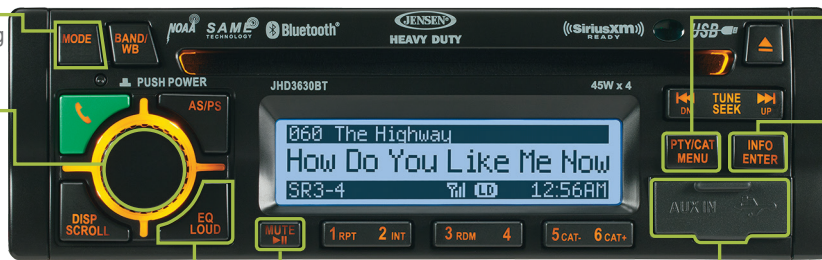 MODE
BAND/
WB
NOAA SAME
TECHNOLOGY
Bluetooth®
JENSEN®
HEAVY DUTY
((SiriusXM))
READY
USB
PUSH POWER
JHD3630BT
45W x 4
AS/PS
DN TUNE UP
SEEK
060 The Highway
How Do You Like Me Now
SR3-4 LD 12:56AM
PTY/CAT
MENU
INFO
ENTER
AUX IN
DISP
SCROLL
EQ
LOUD
MUTE
1 RPT 2 INT 3 RDM 4 5 CAT- 6 CAT+